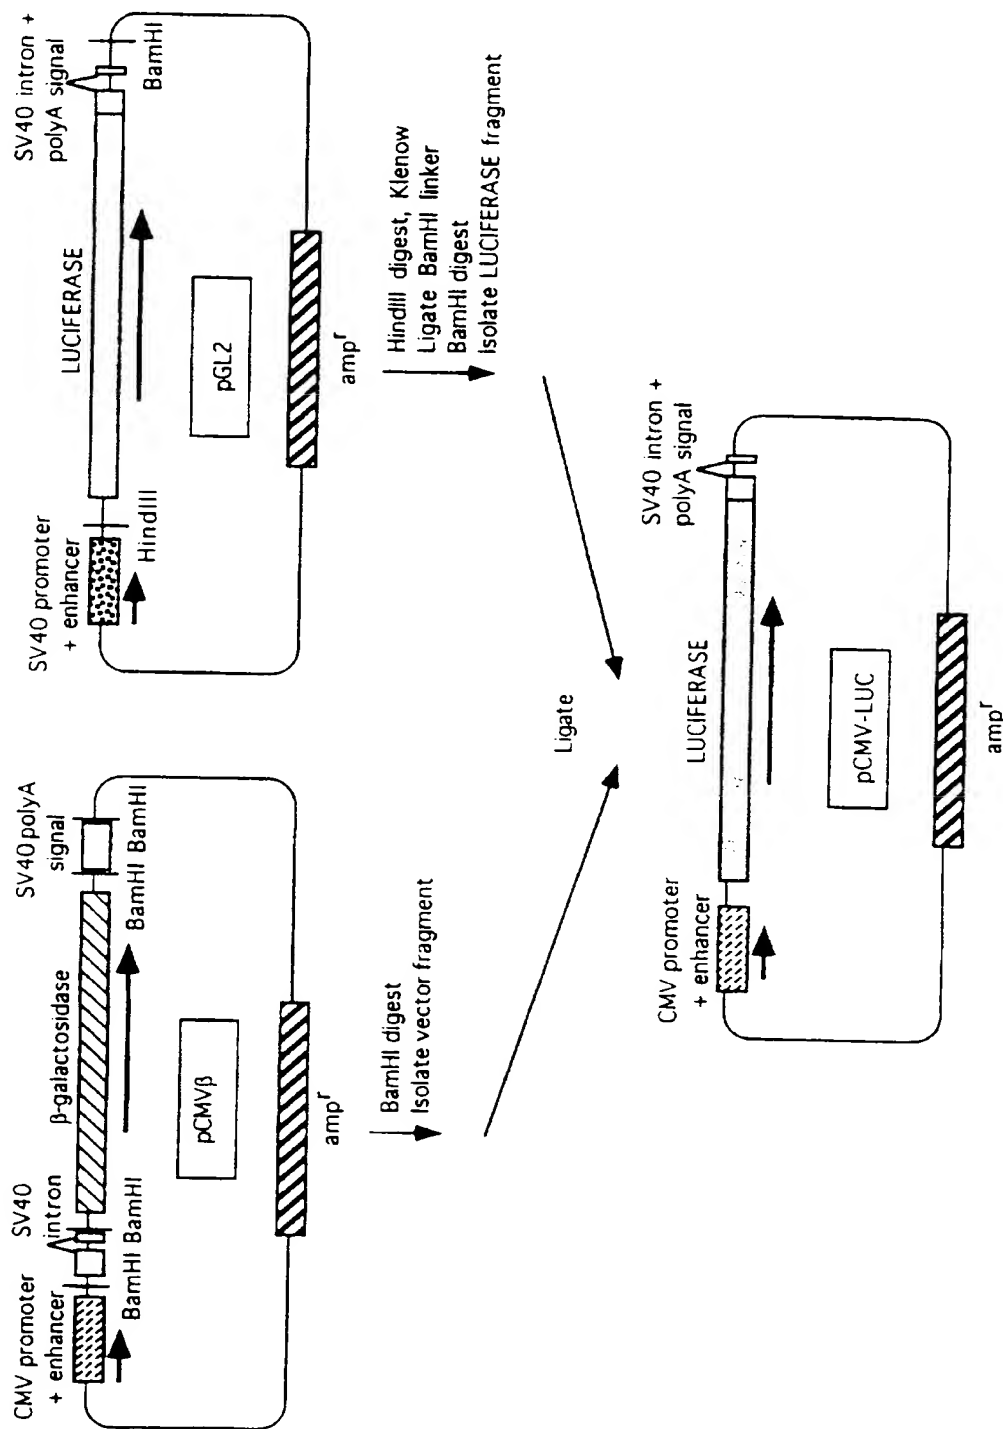 CMV promoter
+ enhancer
SV40
intron
β-galactosidase
SV40 polyA
signal
BamHI BamHI
BamHI BamHI
pCMVβ
amp^r
BamHI digest
Isolate vector fragment
SV40 promoter
+ enhancer
HindIII
LUCIFERASE
SV40 intron +
polyA signal
BamHI
pGL2
amp^r
HindIII digest, Klenow
Ligate BamHI linker
BamHI digest
Isolate LUCIFERASE fragment
Ligate
CMV promoter
+ enhancer
LUCIFERASE
SV40 intron +
polyA signal
pCMV-LUC
amp^r